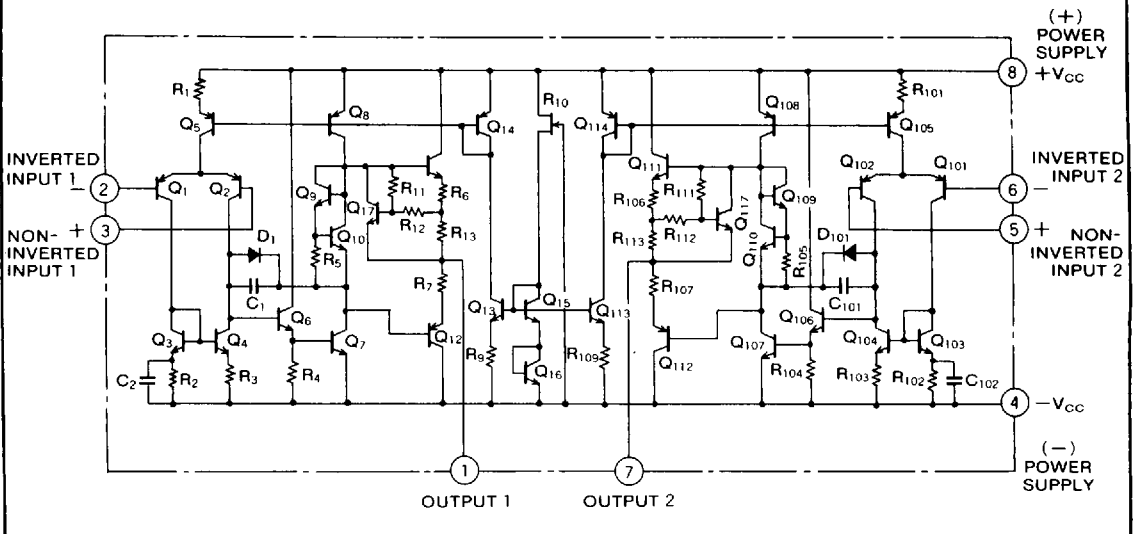 (+)
POWER
SUPPLY
8 +VCC
R1
R10
R101
Q5
Q8
Q14
Q114
Q108
Q105
INVERTED
INPUT 1
2 −
Q1
Q2
Q9
Q17
R11
R6
Q111
R111
R106
Q117
Q109
Q102
Q101
INVERTED
INPUT 2
6 −
3 +
NON-
INVERTED
INPUT 1
R12
R13
Q10
R5
D1
C1
R7
R112
R113
Q110
R105
D101
C101
R107
5 +
NON-
INVERTED
INPUT 2
Q3
Q4
Q6
Q7
Q12
Q13
Q15
Q113
Q106
Q107
Q104
Q103
C2
R2
R3
R4
R9
Q16
R109
Q112
R104
R103
R102
C102
4 −VCC
(−)
POWER
SUPPLY
1
OUTPUT 1
7
OUTPUT 2